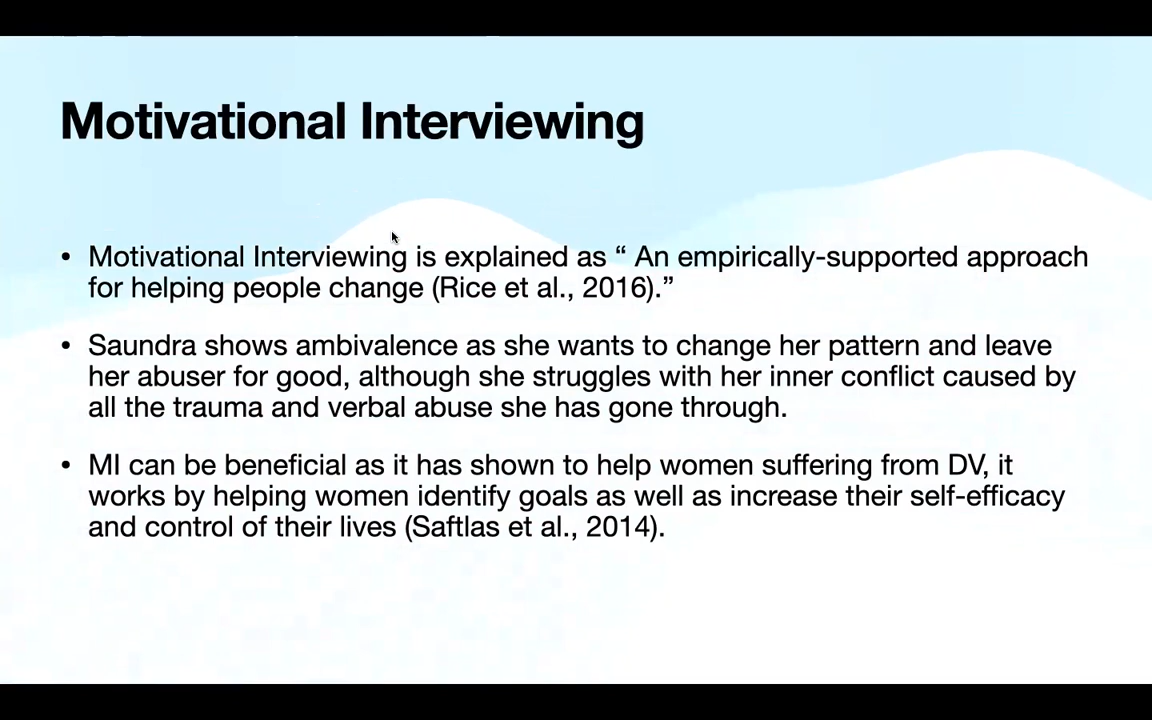 Motivational Interviewing
• Motivational Interviewing is explained as “ An empirically-supported approach
for helping people change (Rice et al., 2016).”
• Saundra shows ambivalence as she wants to change her pattern and leave
her abuser for good, although she struggles with her inner conflict caused by
all the trauma and verbal abuse she has gone through.
• MI can be beneficial as it has shown to help women suffering from DV, it
works by helping women identify goals as well as increase their self-efficacy
and control of their lives (Saftlas et al., 2014).